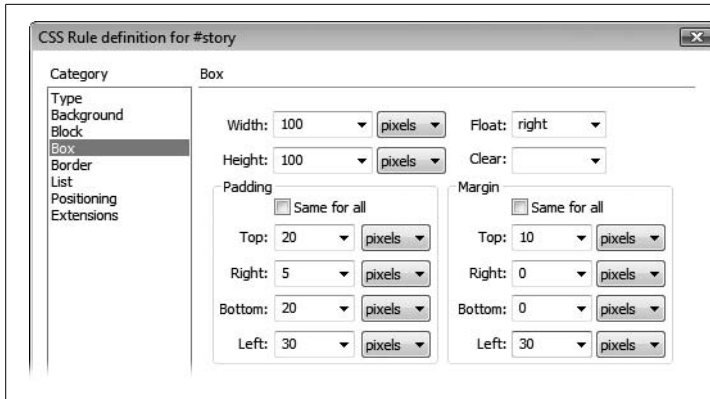 CSS Rule definition for #story
Category
Type
Background
Block
Box
Border
List
Positioning
Extensions
Box
Width: 100 pixels Float: right
Height: 100 pixels Clear:
Padding
Same for all
Top: 20 pixels
Right: 5 pixels
Bottom: 20 pixels
Left: 30 pixels
Margin
Same for all
Top: 10 pixels
Right: 0 pixels
Bottom: 0 pixels
Left: 30 pixels